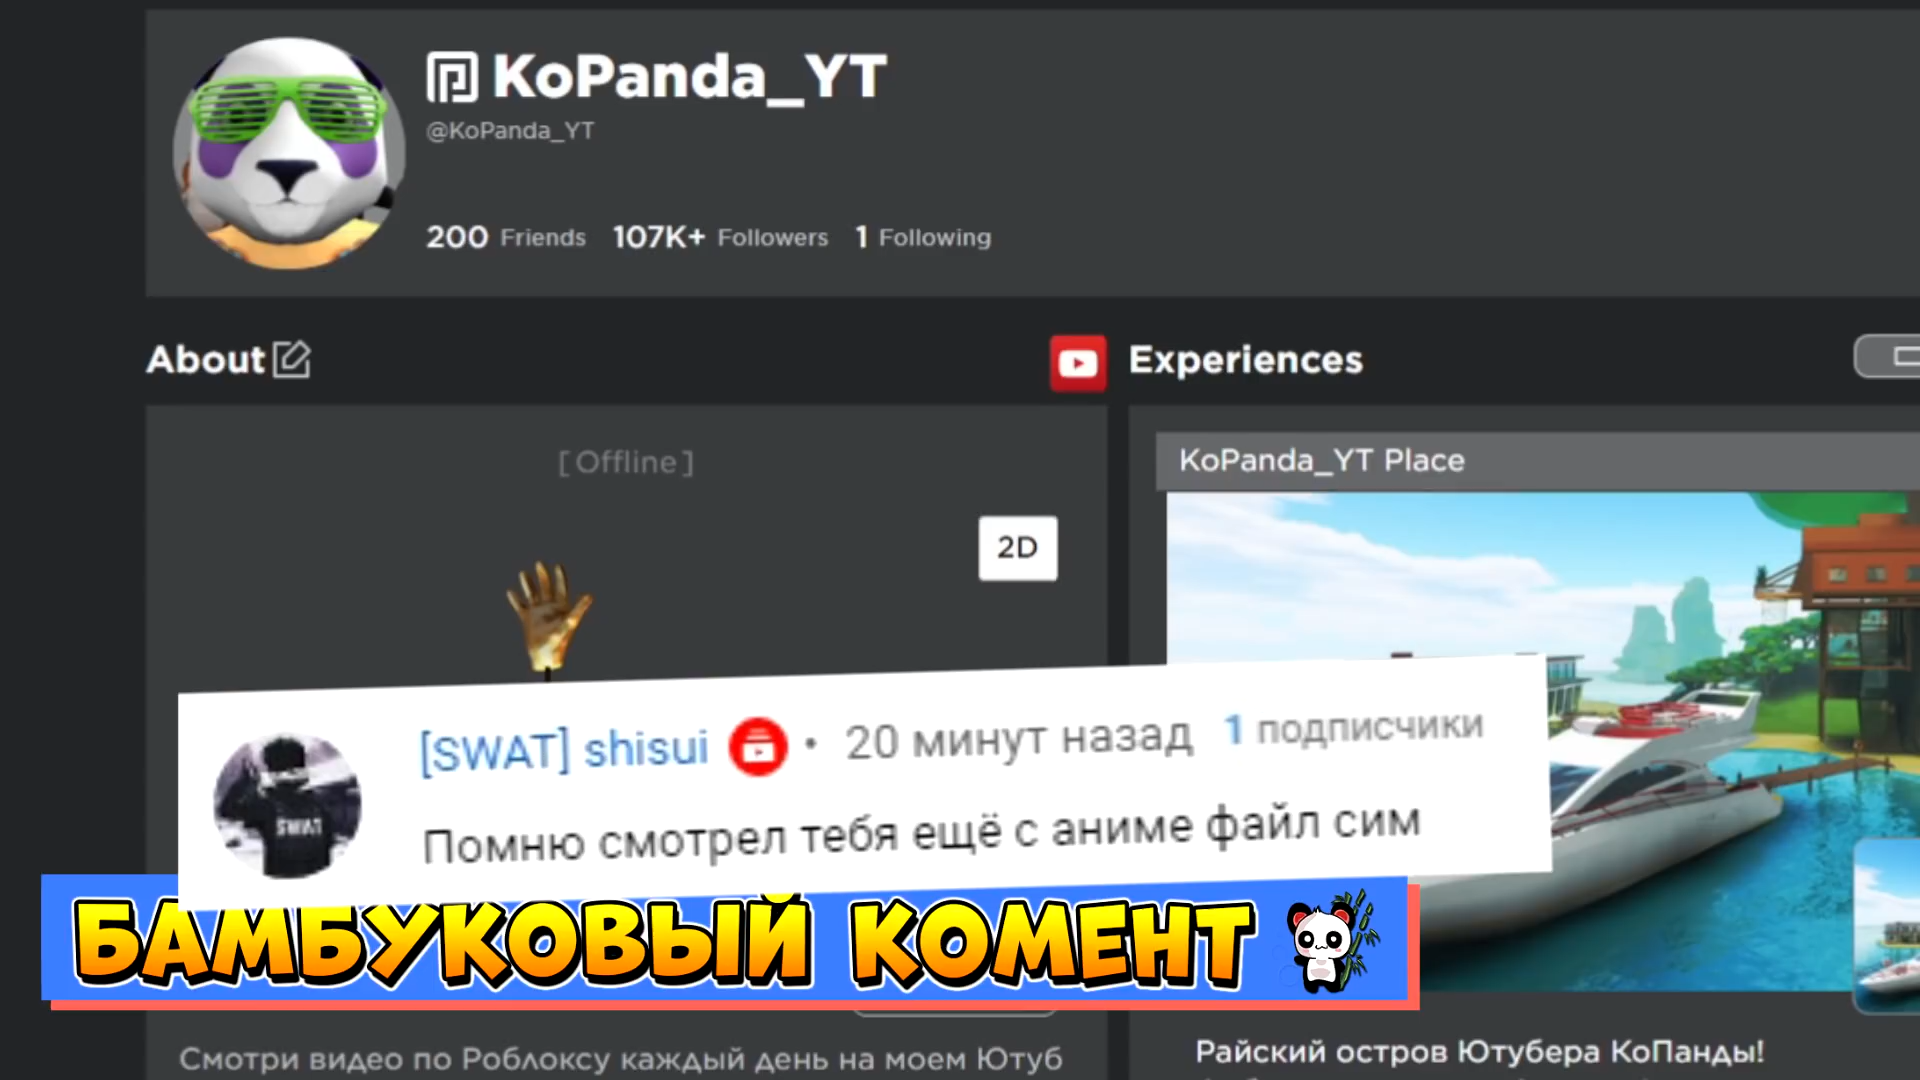 KoPanda_YT
@KoPanda_YT
200 Friends 107K+ Followers 1 Following
About
Experiences
[Offline]
2D
KoPanda_YT Place
[SWAT] shisui • 20 минут назад 1 подписчики
SWAT
Помню смотрел тебя ещё с аниме файл сим
БАМБУКОВЫЙ КОМЕНТ
Смотри видео по Роблоксу каждый день на моем Ютуб
Райский остров Ютубера КоПанды!